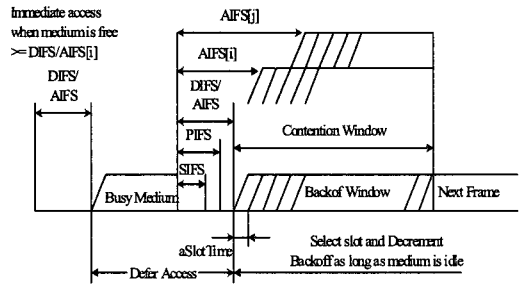 Immediate access
when medium is free
>= DIFS/AIFS[i]
AIFS[j]
AIFS[i]
DIFS/
AIFS
DIFS/
AIFS
PIFS
SIFS
Contention Window
Busy Medium
Backof Window
Next Frame
aSlotTime
Select slot and Decrement
Backoff as long as medium is idle
Defer Access